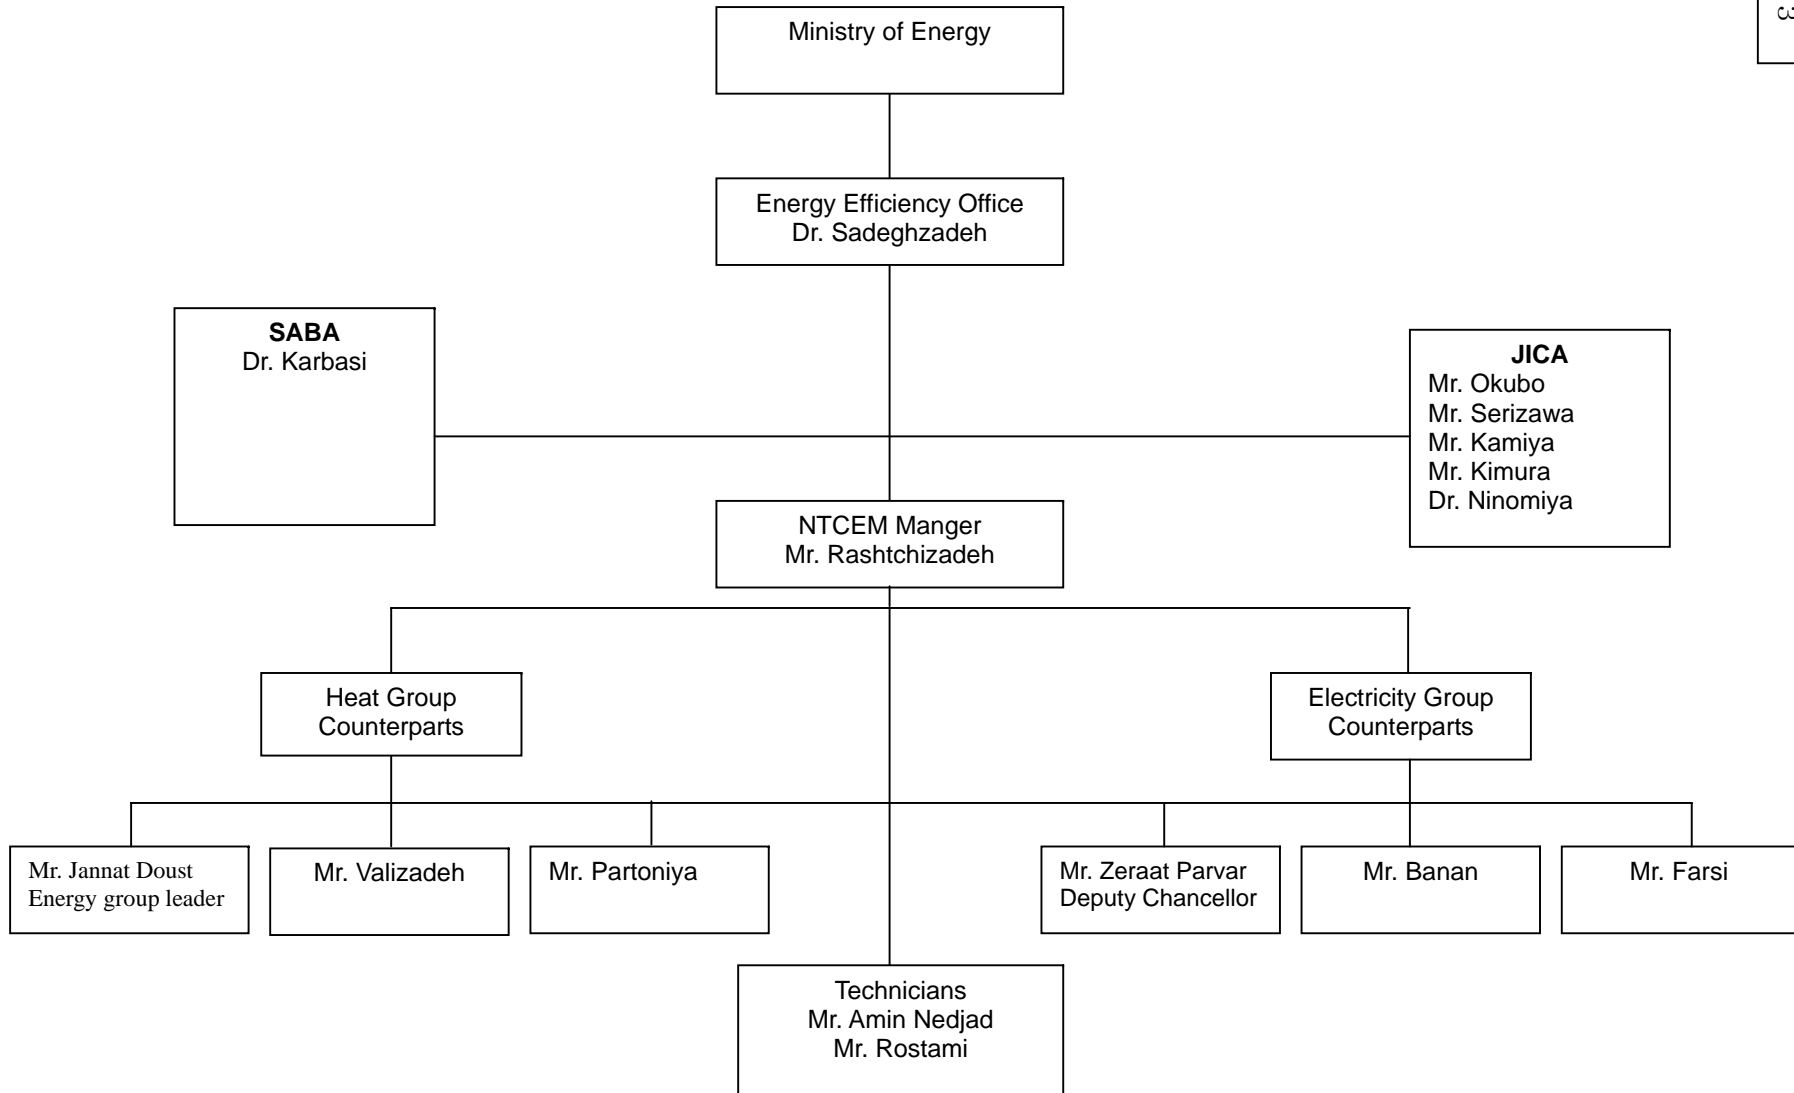 3
Ministry of Energy
Energy Efficiency Office
Dr. Sadeghzadeh
SABA
Dr. Karbasi
JICA
Mr. Okubo
Mr. Serizawa
Mr. Kamiya
Mr. Kimura
Dr. Ninomiya
NTCEM Manger
Mr. Rashtchizadeh
Heat Group
Counterparts
Electricity Group
Counterparts
Mr. Jannat Doust
Energy group leader
Mr. Valizadeh
Mr. Partoniya
Mr. Zeraat Parvar
Deputy Chancellor
Mr. Banan
Mr. Farsi
Technicians
Mr. Amin Nedjad
Mr. Rostami